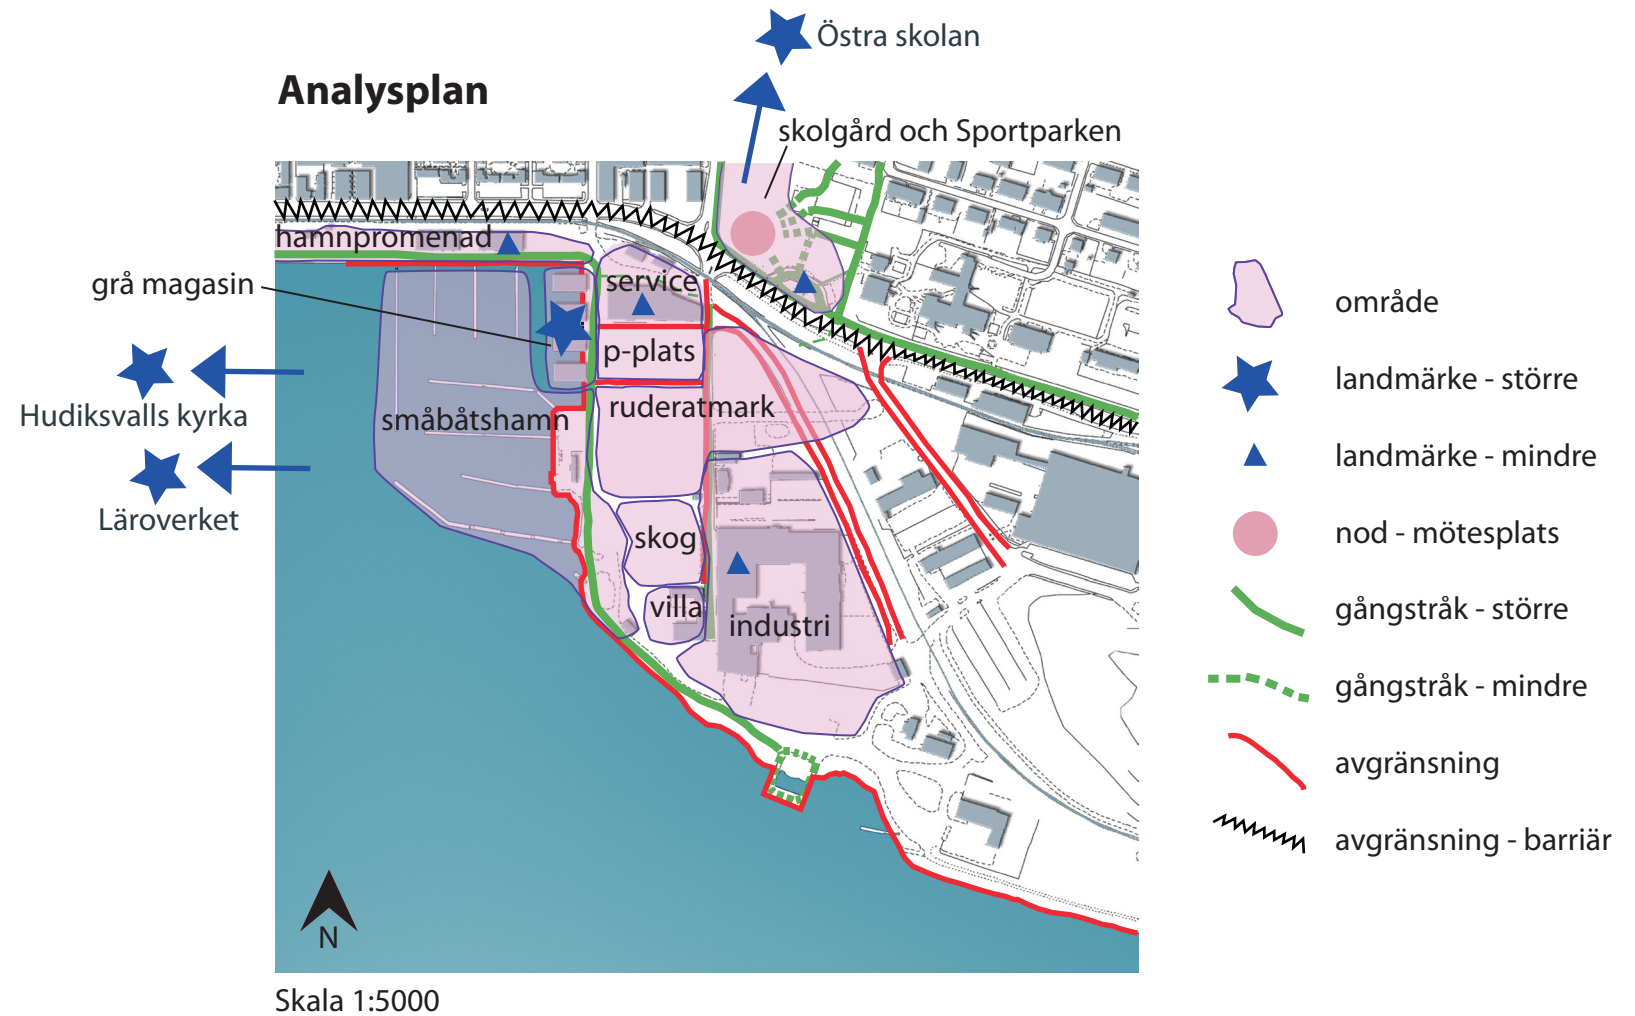 Östra skolan
Analysplan
skolgård och Sportparken
hamnpromenad
grå magasin
service
p-plats
Hudiksvalls kyrka
småbåtshamn
ruderatmark
Läroverket
skog
villa
industri
N
Skala 1:5000
område
landmärke - större
landmärke - mindre
nod - mötesplats
gångstråk - större
gångstråk - mindre
avgränsning
avgränsning - barriär